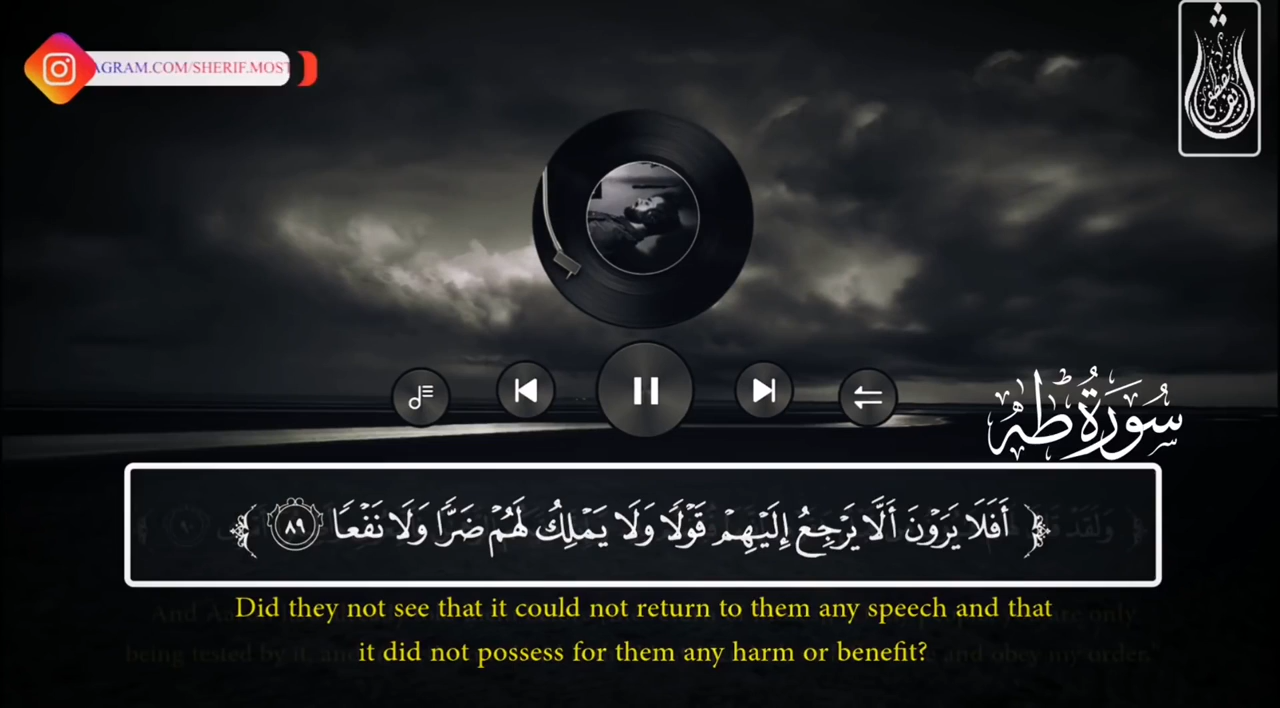 AGRAM.COM/SHERIF.MOST
سُورَةُ طه
أَفَلَا يَرَوْنَ أَلَّا يَرْجِعُ إِلَيْهِمْ قَوْلًا وَلَا يَمْلِكُ لَهُمْ ضَرًّا وَلَا نَفْعًا ٨٩
Did they not see that it could not return to them any speech and that
it did not possess for them any harm or benefit?